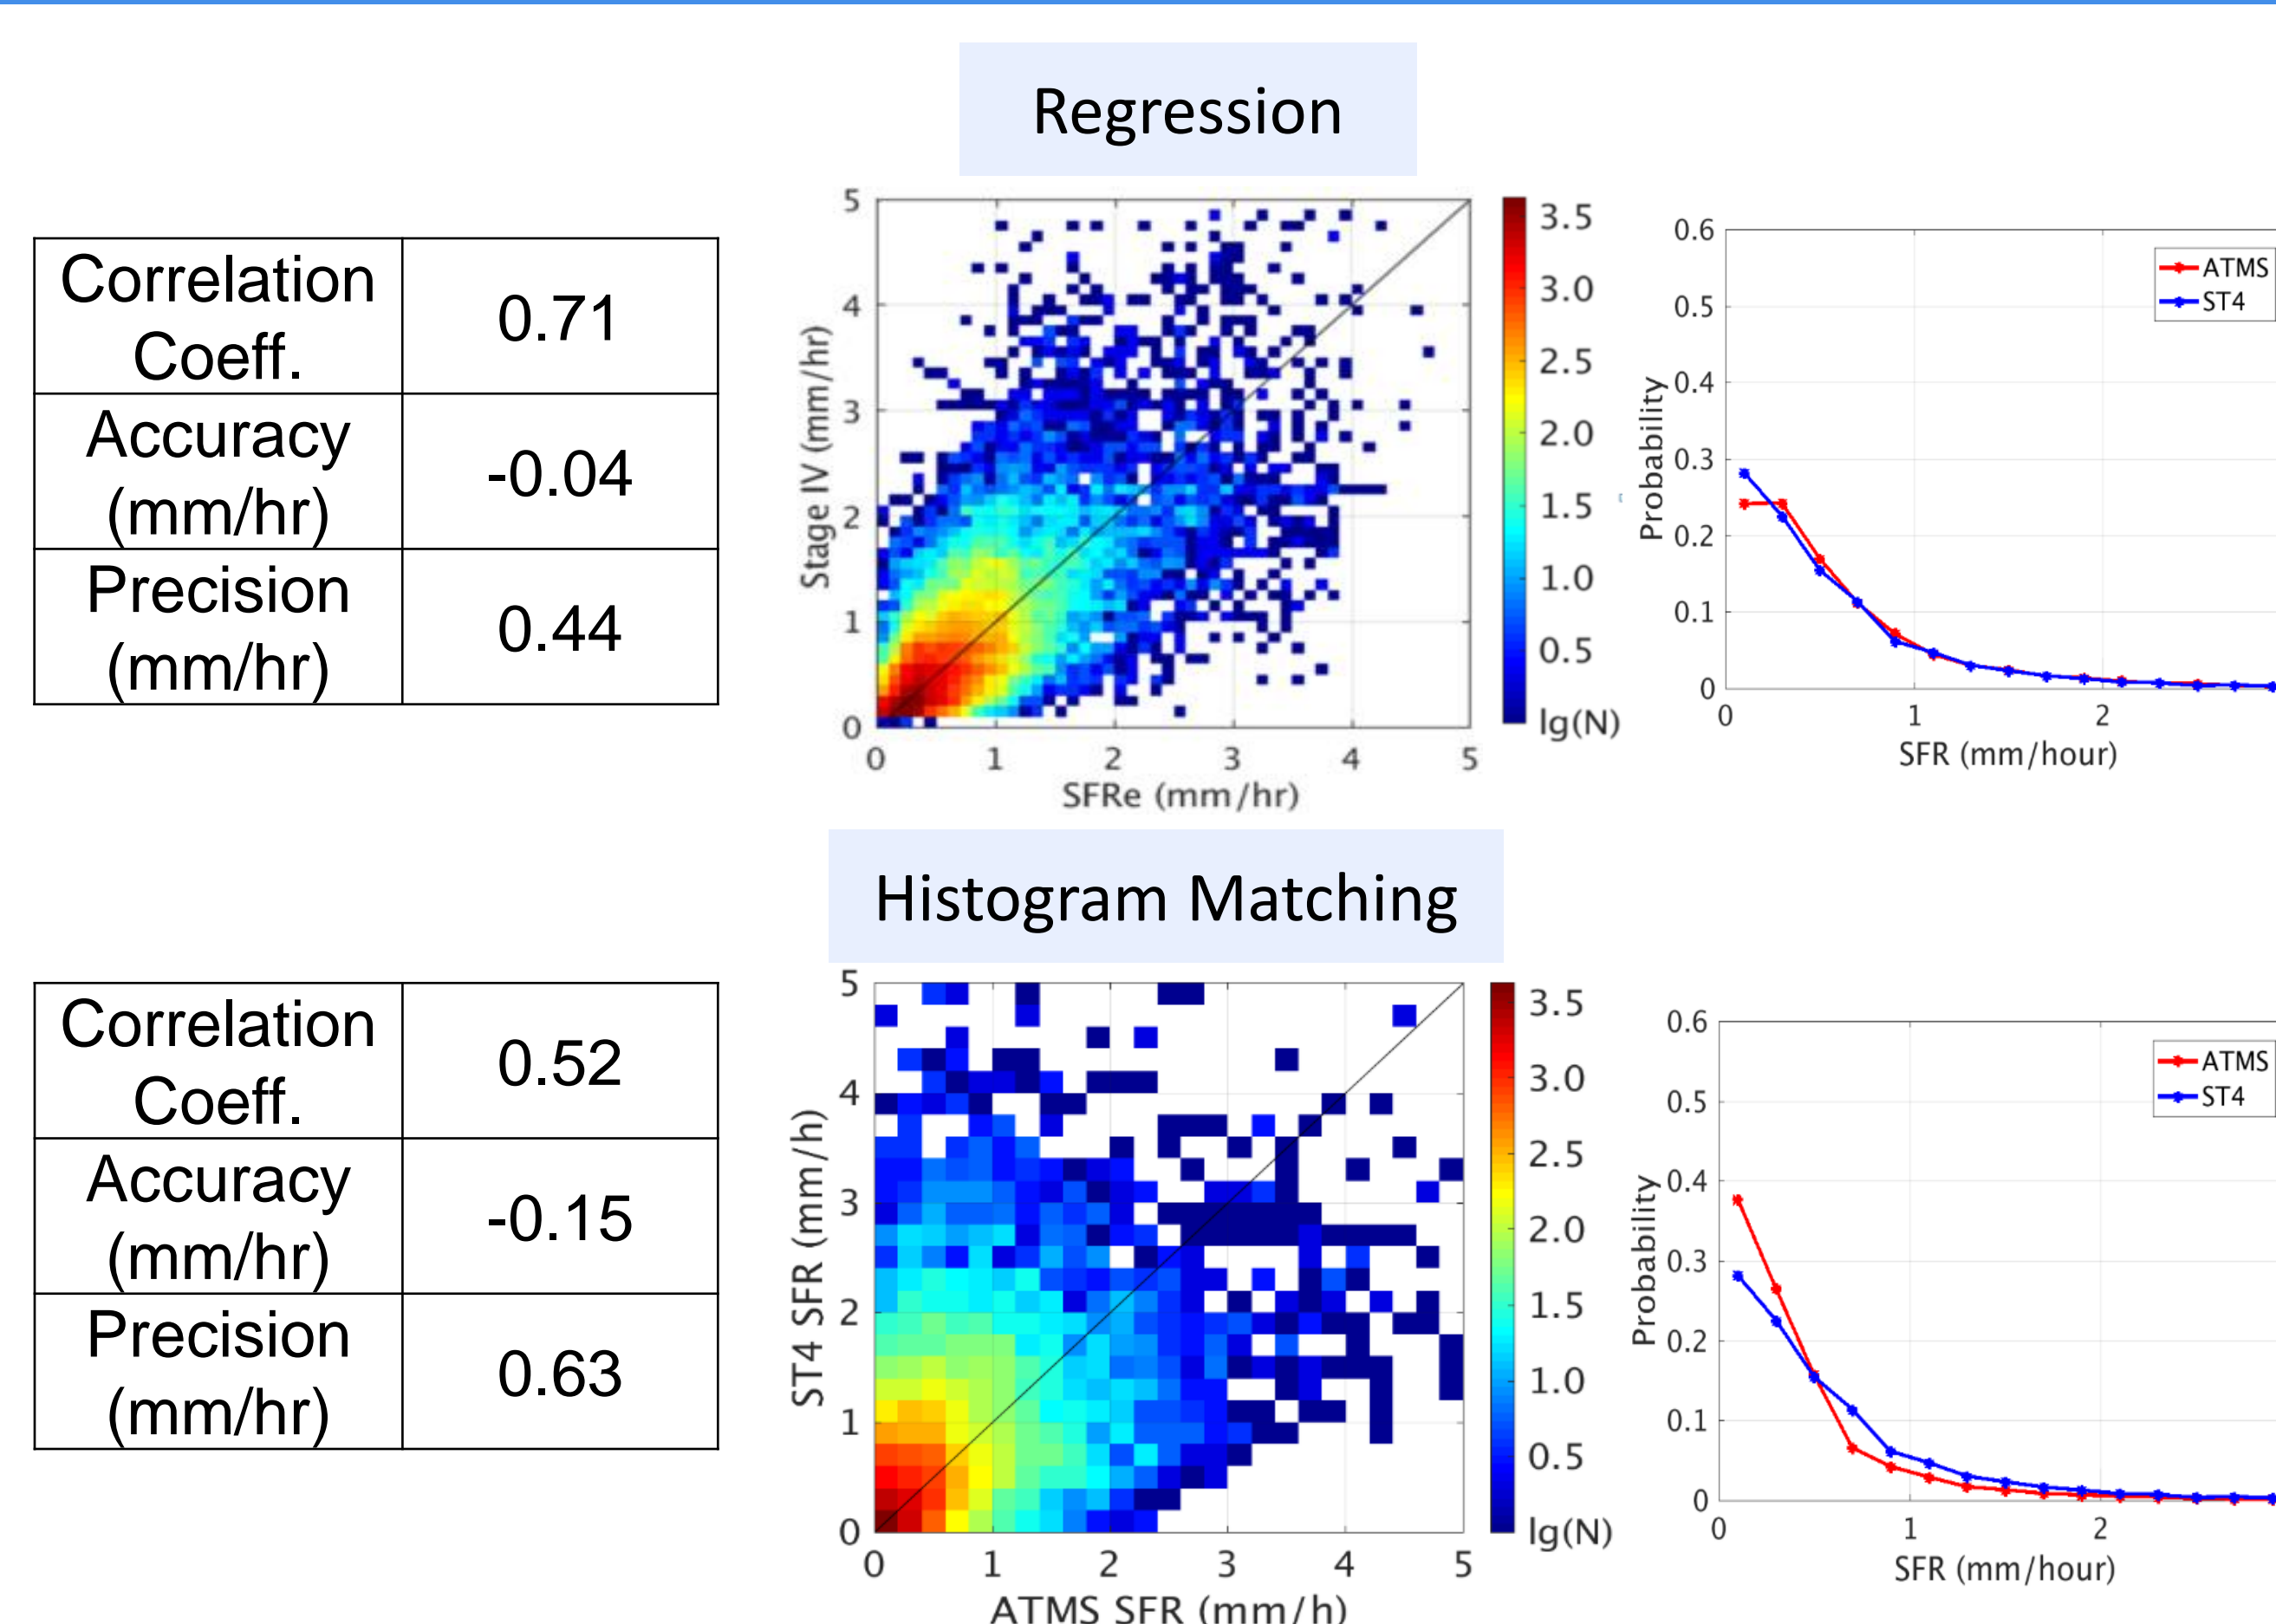 Regression
Correlation
Coeff.
0.71
Accuracy
(mm/hr)
-0.04
Precision
(mm/hr)
0.44
5
4
3
2
1
0
Stage IV (mm/hr)
0 1 2 3 4 5
SFRe (mm/hr)
3.5
3.0
2.5
2.0
1.5
1.0
0.5
lg(N)
0.6
0.5
0.4
0.3
0.2
0.1
0
Probability
ATMS
ST4
0 1 2
SFR (mm/hour)
Histogram Matching
Correlation
Coeff.
0.52
Accuracy
(mm/hr)
-0.15
Precision
(mm/hr)
0.63
5
4
3
2
1
0
ST4 SFR (mm/h)
0 1 2 3 4 5
ATMS SFR (mm/h)
3.5
3.0
2.5
2.0
1.5
1.0
0.5
lg(N)
0.6
0.5
0.4
0.3
0.2
0.1
0
Probability
ATMS
ST4
0 1 2
SFR (mm/hour)